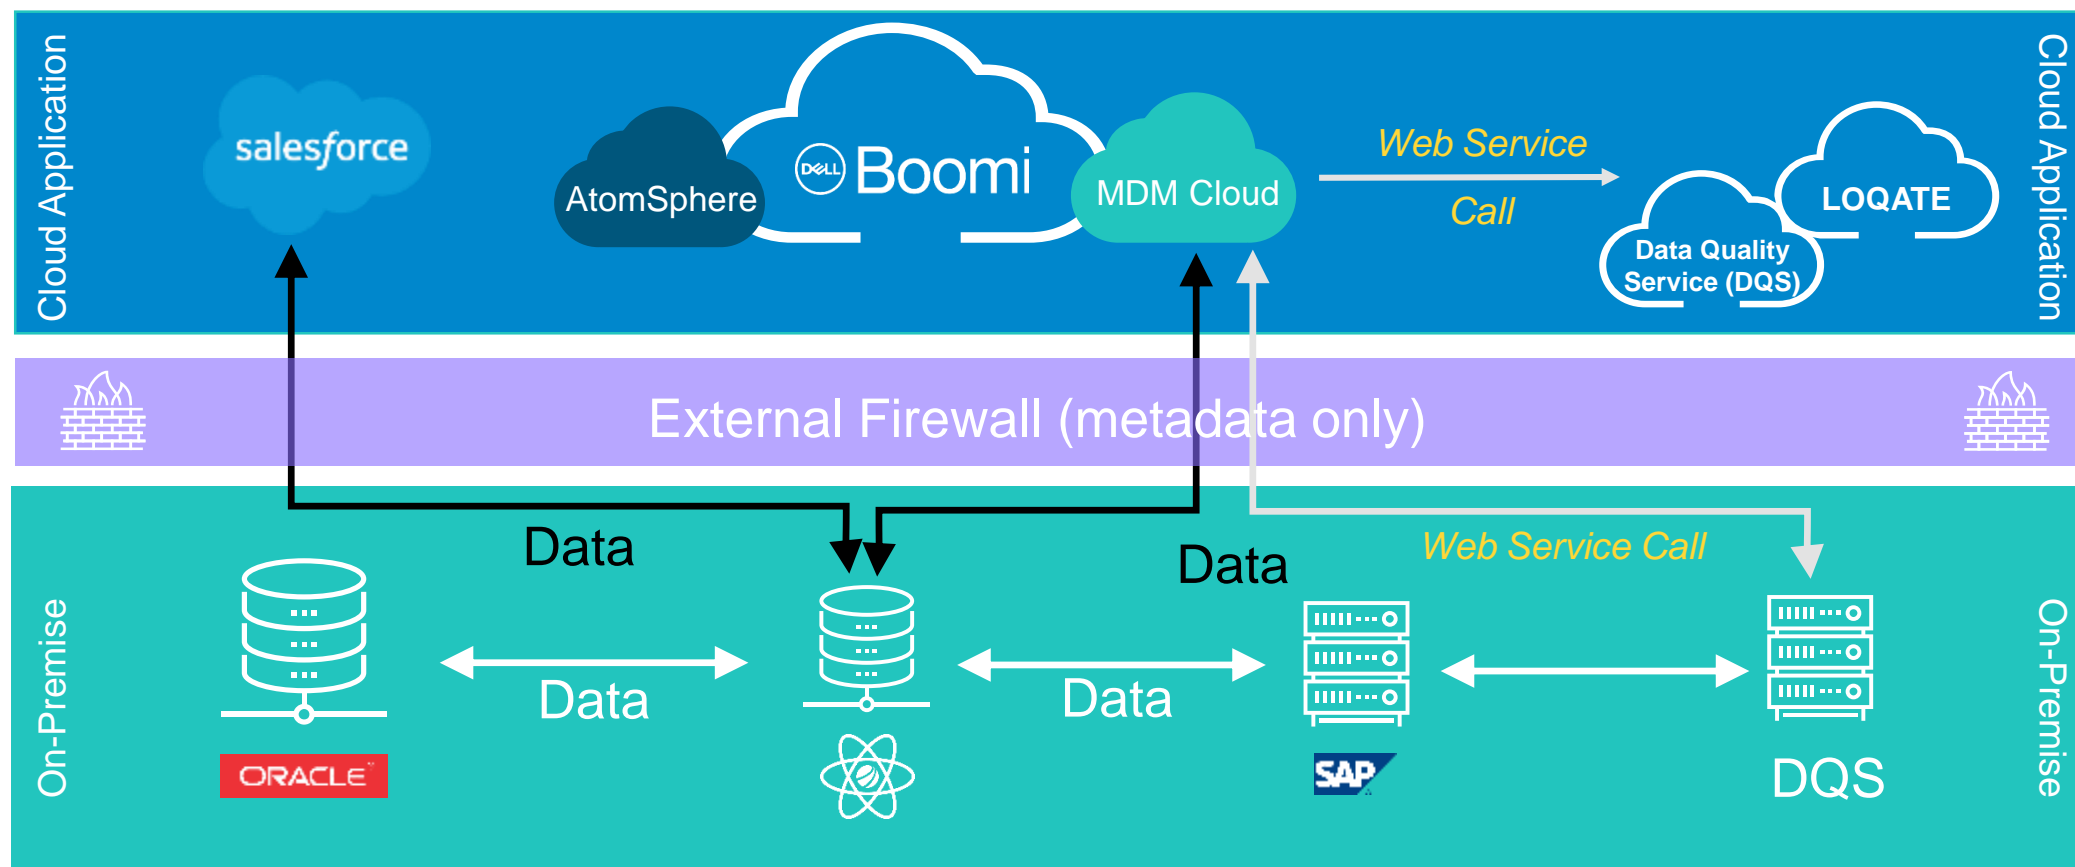 Cloud Application
salesforce
AtomSphere
DELL Boomi
MDM Cloud
Web Service
Call
LOQATE
Data Quality
Service (DQS)
Cloud Application
External Firewall (metadata only)
On-Premise
Data
Data
Web Service Call
Data
Data
ORACLE
SAP
DQS
On-Premise